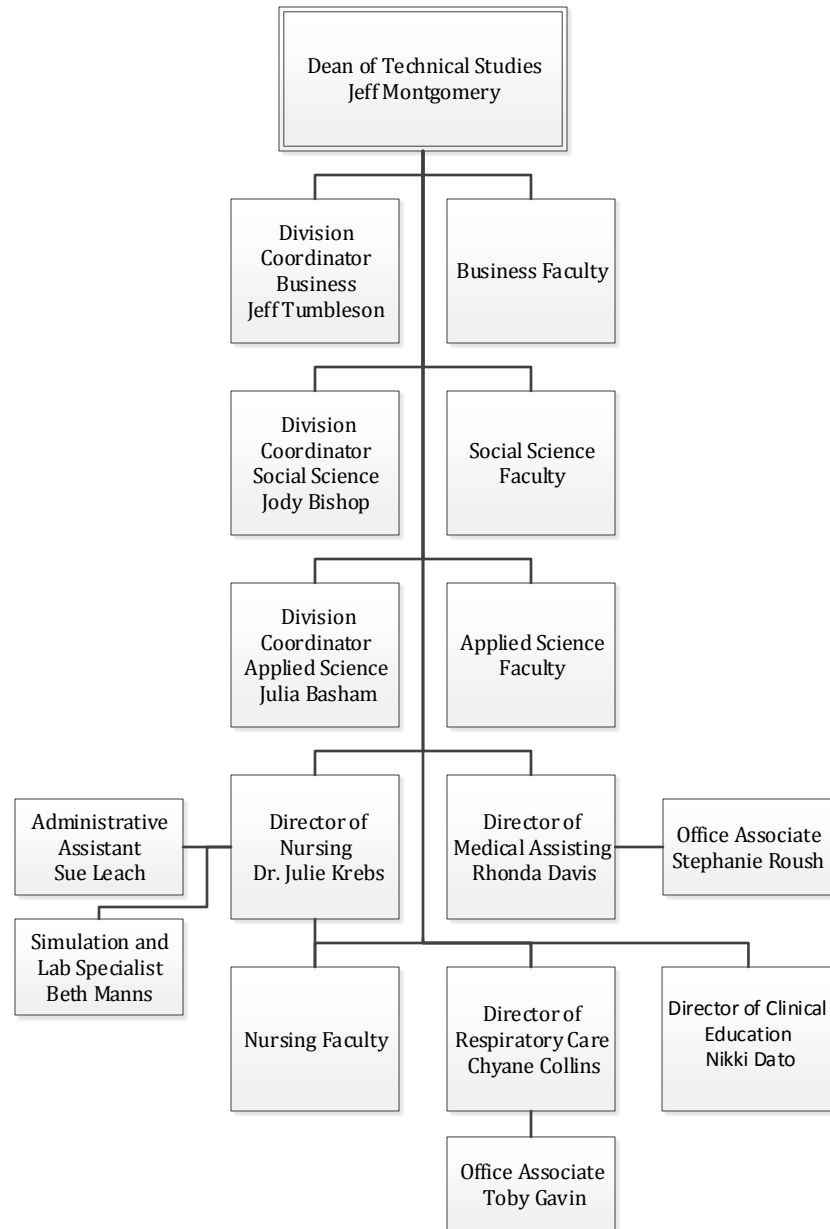 Dean of Technical Studies
Jeff Montgomery
Division
Coordinator
Business
Jeff Tumbleson
Business Faculty
Division
Coordinator
Social Science
Jody Bishop
Social Science
Faculty
Division
Coordinator
Applied Science
Julia Basham
Applied Science
Faculty
Administrative
Assistant
Sue Leach
Director of
Nursing
Dr. Julie Krebs
Director of
Medical Assisting
Rhonda Davis
Office Associate
Stephanie Roush
Simulation and
Lab Specialist
Beth Manns
Nursing Faculty
Director of
Respiratory Care
Chyane Collins
Director of Clinical
Education
Nikki Dato
Office Associate
Toby Gavin